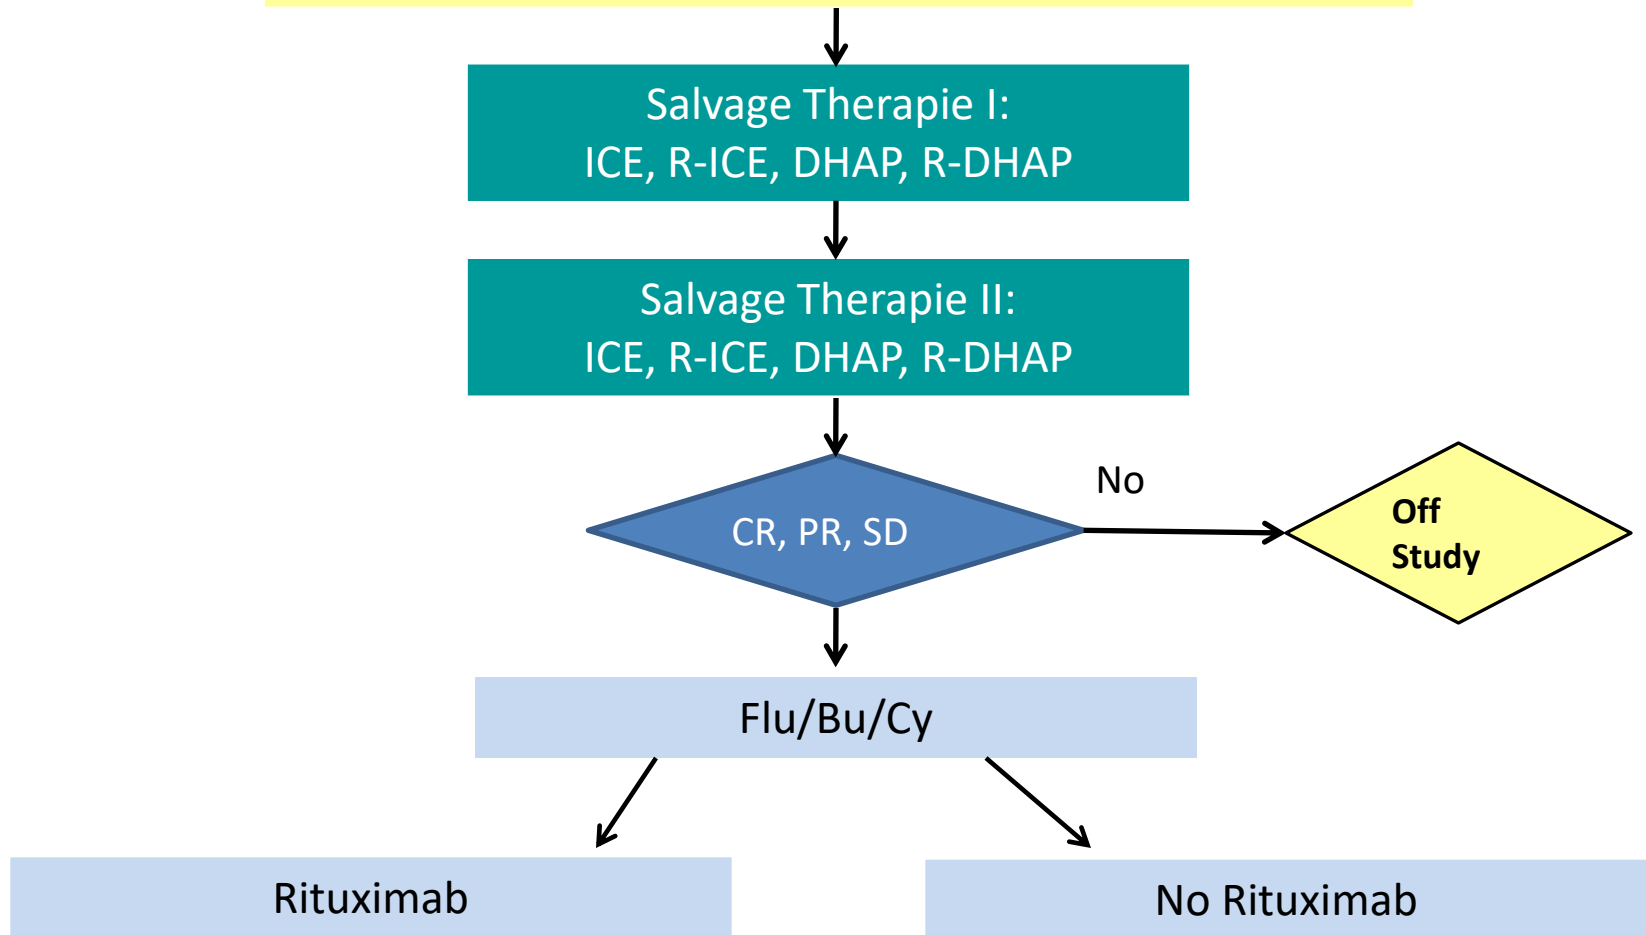 Salvage Therapie I:
ICE, R-ICE, DHAP, R-DHAP
Salvage Therapie II:
ICE, R-ICE, DHAP, R-DHAP
CR, PR, SD
No
Off
Study
Flu/Bu/Cy
Rituximab
No Rituximab